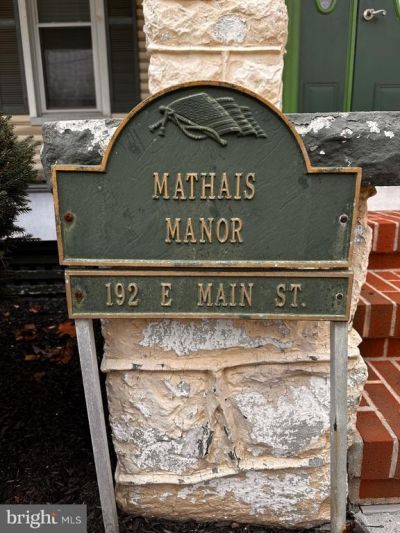 MATHAIS
MANOR
192 E MAIN ST.
bright MLS